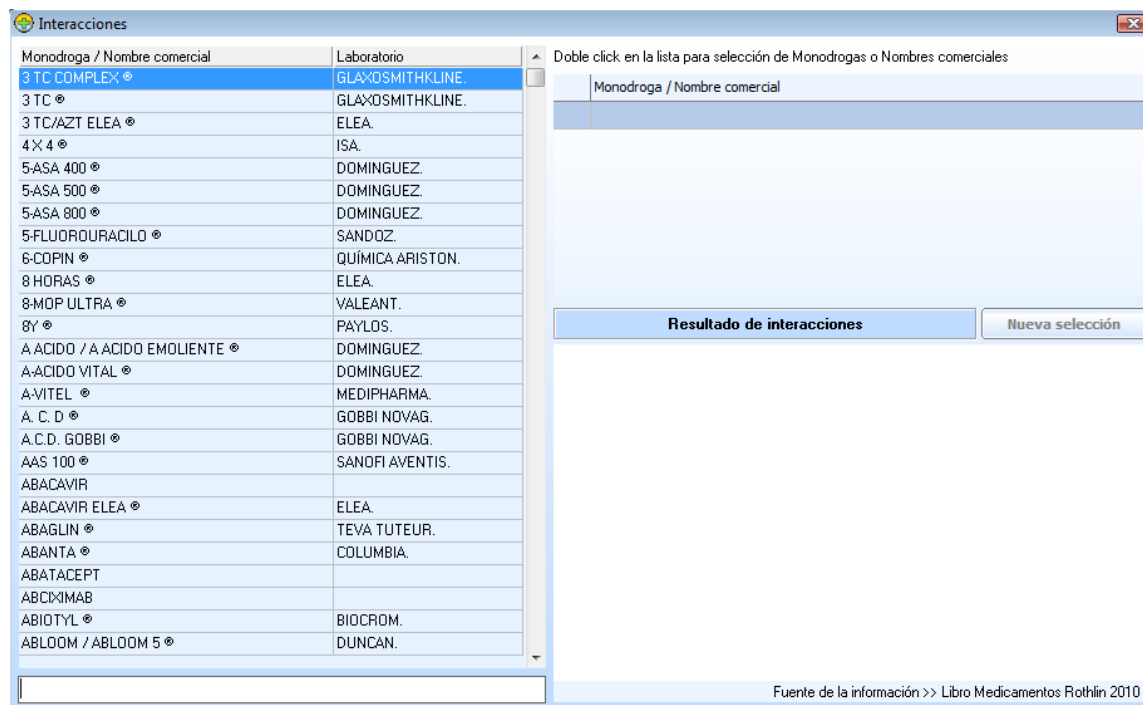 Interacciones
Monodroga / Nombre comercial Laboratorio
3 TC COMPLEX ® GLAXOSMITHKLINE.
3 TC ® GLAXOSMITHKLINE.
3 TC/AZT ELEA ® ELEA.
4 X 4 ® ISA.
5-ASA 400 ® DOMINGUEZ.
5-ASA 500 ® DOMINGUEZ.
5-ASA 800 ® DOMINGUEZ.
5-FLUOROURACILO ® SANDOZ.
6-COPIN ® QUÍMICA ARISTON.
8 HORAS ® ELEA.
8-MOP ULTRA ® VALEANT.
8Y ® PAYLOS.
A ACIDO / A ACIDO EMOLIENTE ® DOMINGUEZ.
A-ACIDO VITAL ® DOMINGUEZ.
A-VITEL ® MEDIPHARMA.
A. C. D ® GOBBI NOVAG.
A.C.D. GOBBI ® GOBBI NOVAG.
AAS 100 ® SANOFI AVENTIS.
ABACAVIR
ABACAVIR ELEA ® ELEA.
ABAGLIN ® TEVA TUTEUR.
ABANTA ® COLUMBIA.
ABATACEPT
ABCIXIMAB
ABIOTYL ® BIOCROM.
ABLOOM / ABLOOM 5 ® DUNCAN.
Doble click en la lista para selección de Monodrogas o Nombres comerciales
Monodroga / Nombre comercial
Resultado de interacciones Nueva selección
Fuente de la información >> Libro Medicamentos Rothlin 2010